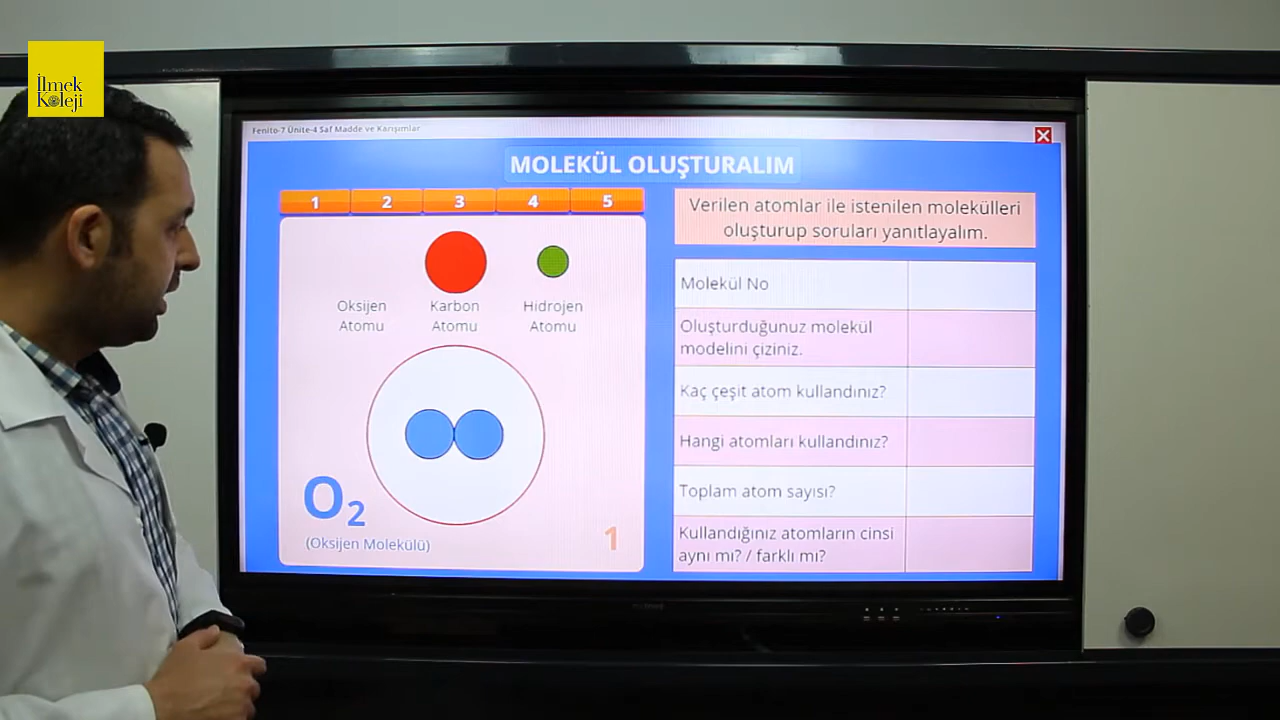 İlmek
Koleji
Fenito-7 Ünite-4 Saf Madde ve Karışımlar
MOLEKÜL OLUŞTURALIM
1 2 3 4 5
Oksijen
Atomu
Karbon
Atomu
Hidrojen
Atomu
O2
(Oksijen Molekülü)
1
Verilen atomlar ile istenilen molekülleri
oluşturup soruları yanıtlayalım.
Molekül No
Oluşturduğunuz molekül
modelini çiziniz.
Kaç çeşit atom kullandınız?
Hangi atomları kullandınız?
Toplam atom sayısı?
Kullandığınız atomların cinsi
aynı mı? / farklı mı?